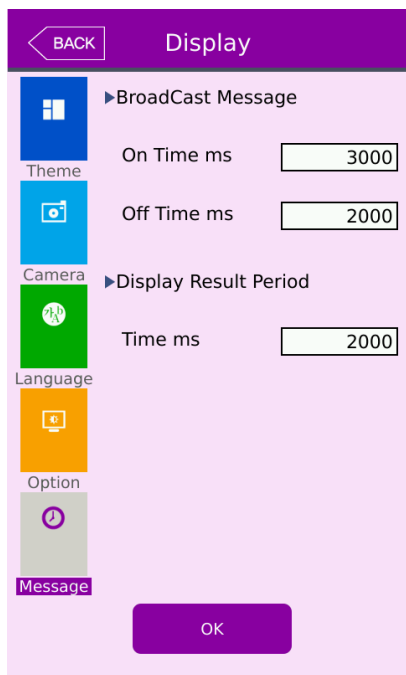 BACK
Display
Theme
Camera
Language
Option
Message
▶BroadCast Message
On Time ms 3000
Off Time ms 2000
▶Display Result Period
Time ms 2000
OK